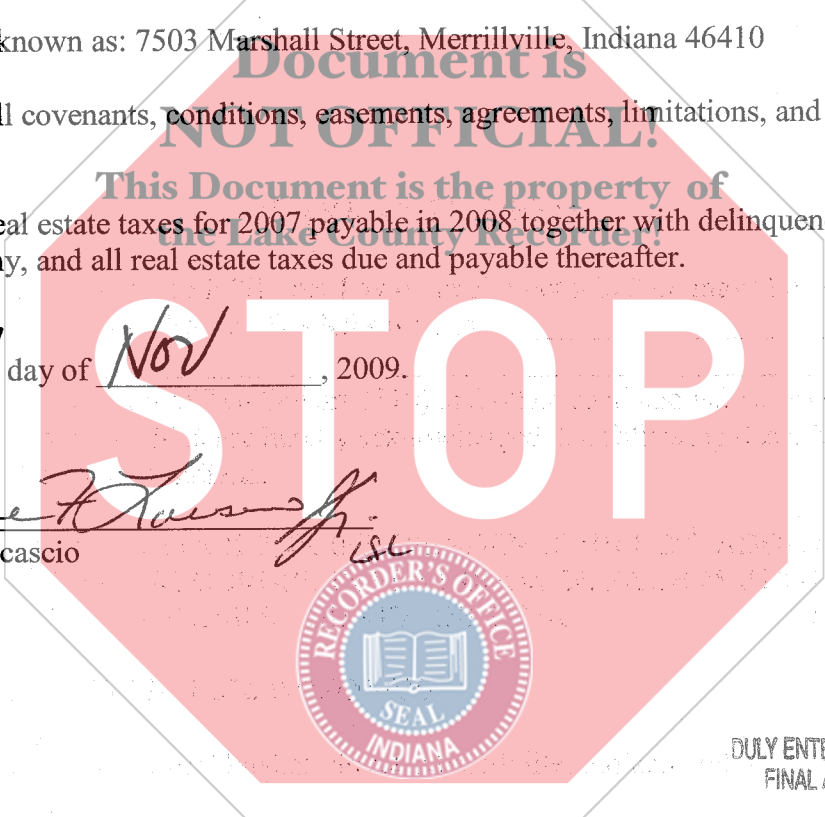 known as: 7503 Marshall Street, Merrillville, Indiana 46410
Document is
ll covenants, conditions, easements, agreements, limitations, and
NOT OFFICIAL!
This Document is the property of
eal estate taxes for 2007 payable in 2008 together with delinquen
the Lake County Recorder!
y, and all real estate taxes due and payable thereafter.
STOP
day of Nov, 2009.
cascio
LSL
RECORDER'S OFFICE
SEAL
INDIANA
DULY ENTE
FINAL A